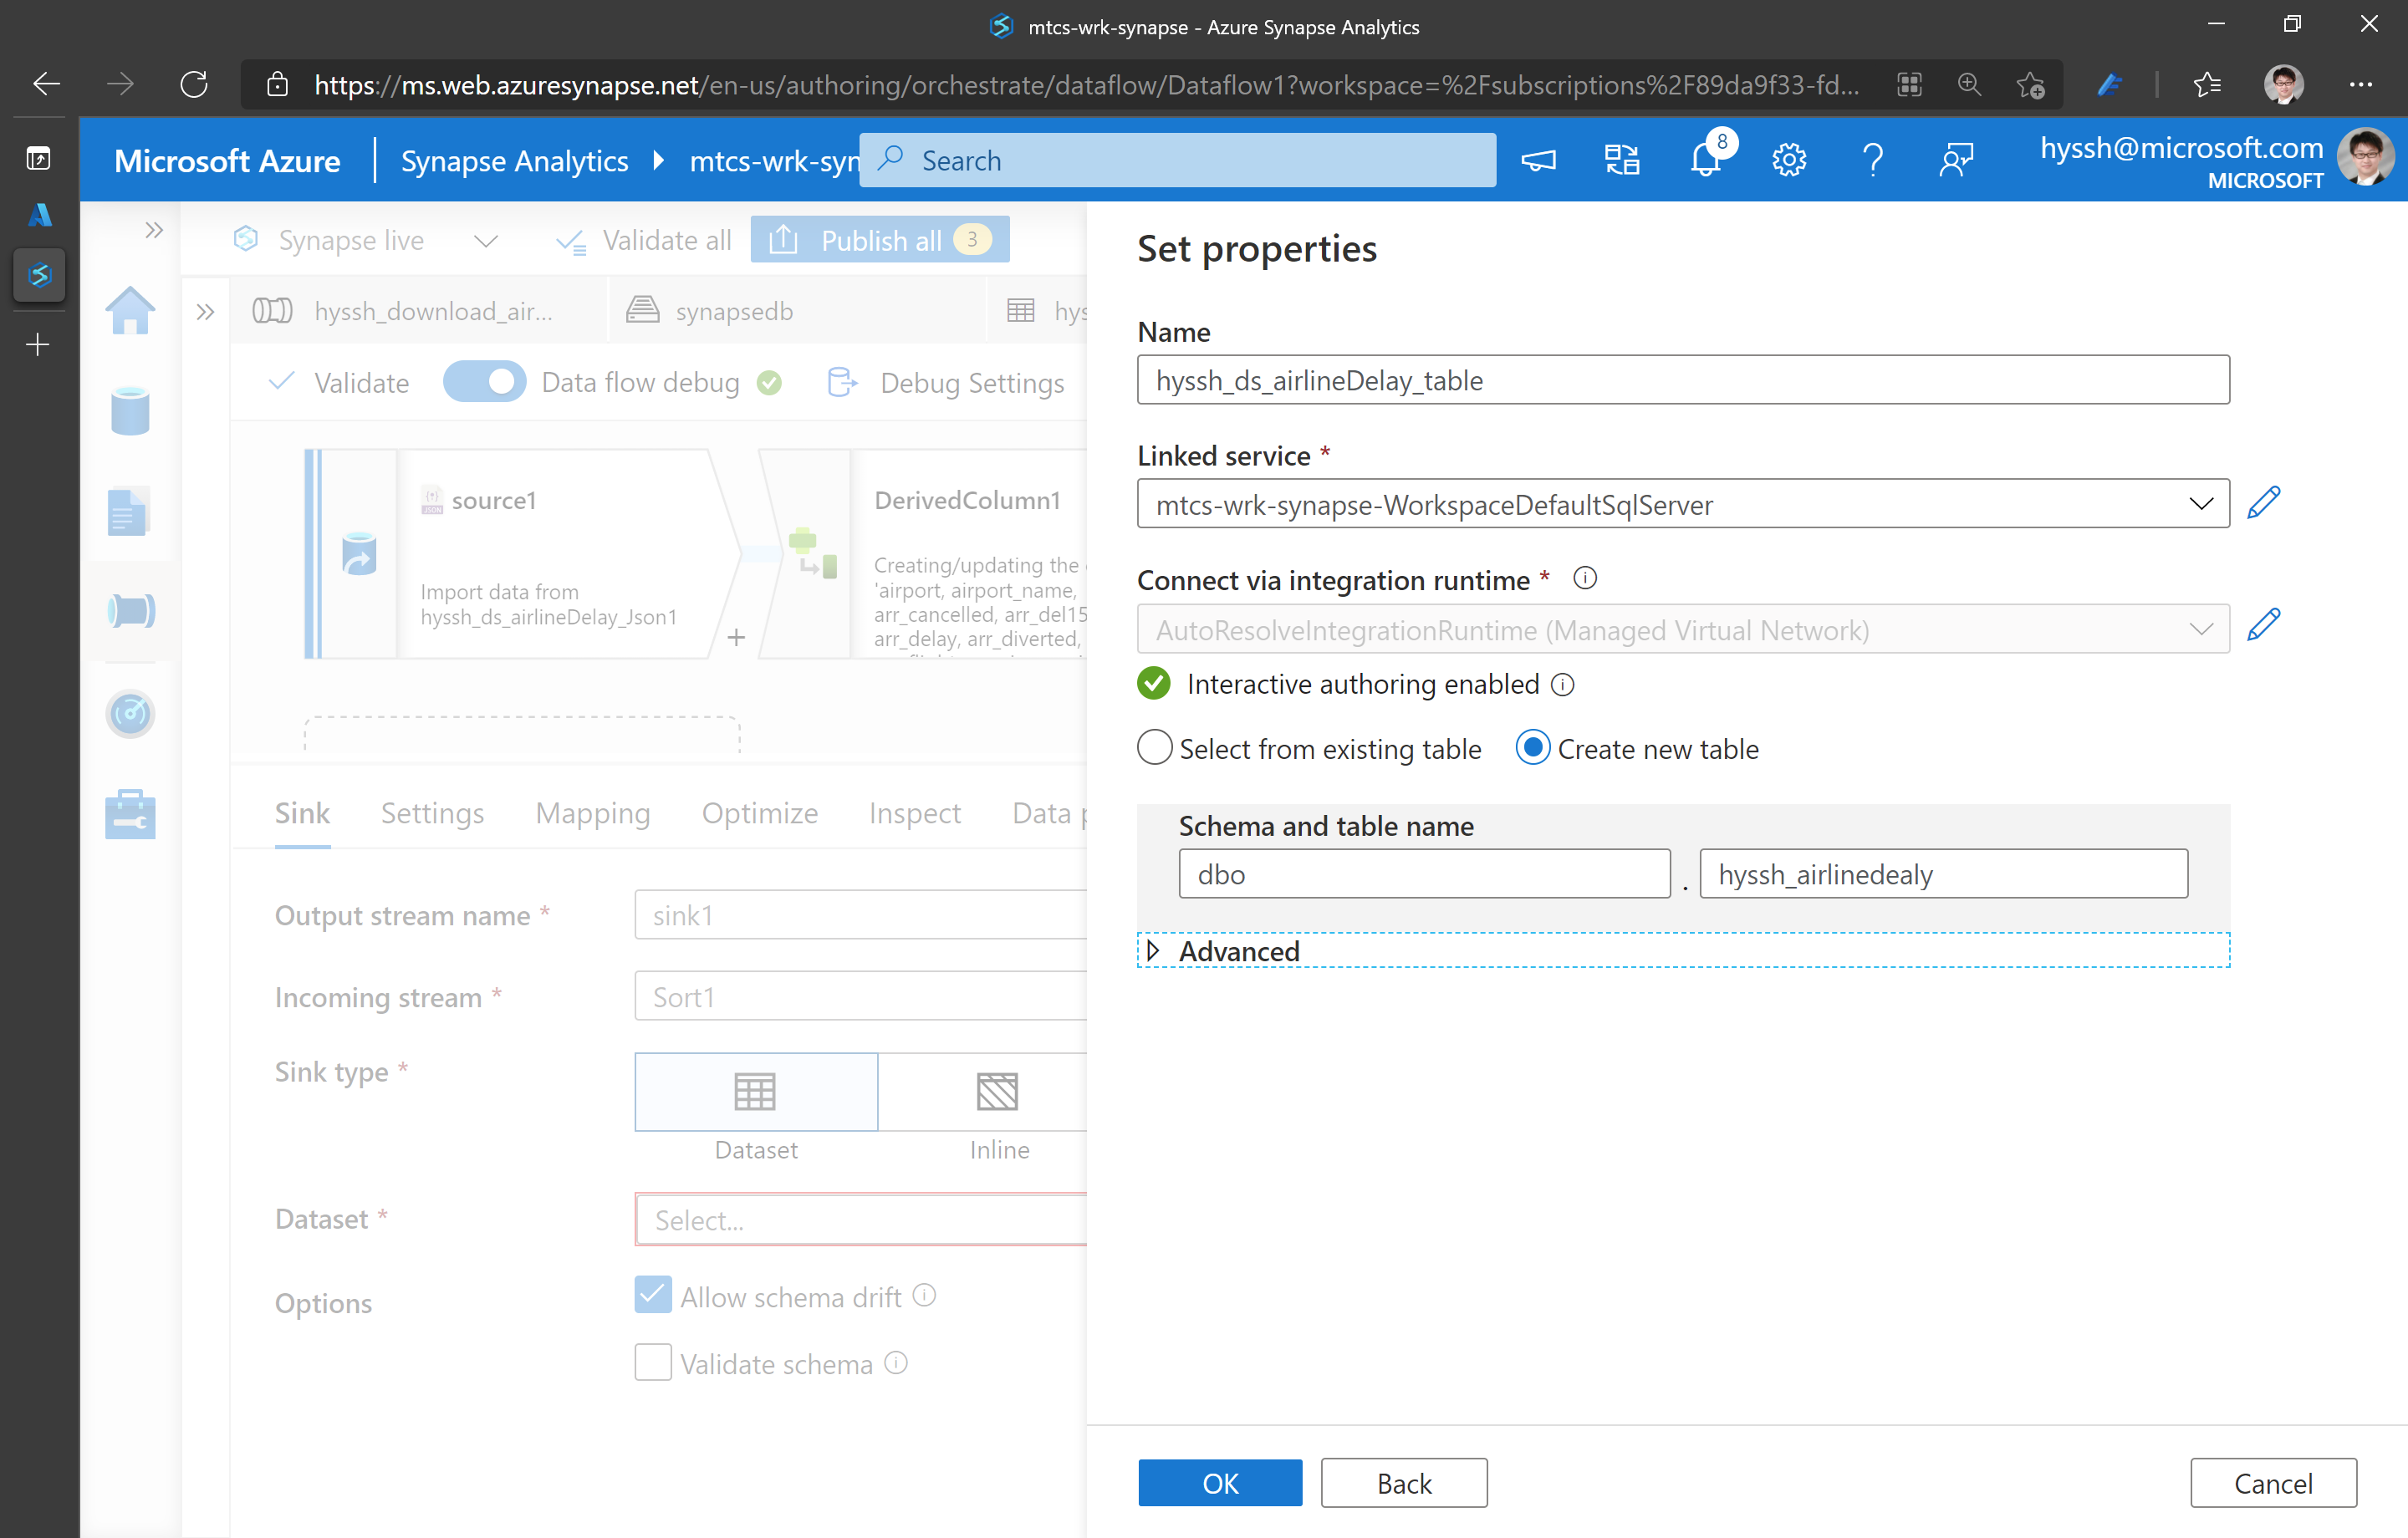 mtcs-wrk-synapse - Azure Synapse Analytics
https://ms.web.azuresynapse.net/en-us/authoring/orchestrate/dataflow/Dataflow1?workspace=%2Fsubscriptions%2F89da9f33-fd...
Microsoft Azure
Synapse Analytics
mtcs-wrk-syn
Search
8
hyssh@microsoft.com
MICROSOFT
Synapse live
Validate all
Publish all
3
hyssh_download_air...
synapsedb
hys
Validate
Data flow debug
Debug Settings
JSON
source1
Import data from
hyssh_ds_airlineDelay_Json1
+
DerivedColumn1
Creating/updating the
'airport, airport_name,
arr_cancelled, arr_del15
arr_delay, arr_diverted,
Sink
Settings
Mapping
Optimize
Inspect
Data p
Output stream name *
sink1
Incoming stream *
Sort1
Sink type *
Dataset
Inline
Dataset *
Select...
Options
Allow schema drift
Validate schema
Set properties
Name
hyssh_ds_airlineDelay_table
Linked service *
mtcs-wrk-synapse-WorkspaceDefaultSqlServer
Connect via integration runtime *
AutoResolveIntegrationRuntime (Managed Virtual Network)
Interactive authoring enabled
Select from existing table
Create new table
Schema and table name
dbo
.
hyssh_airlinedealy
Advanced
OK
Back
Cancel